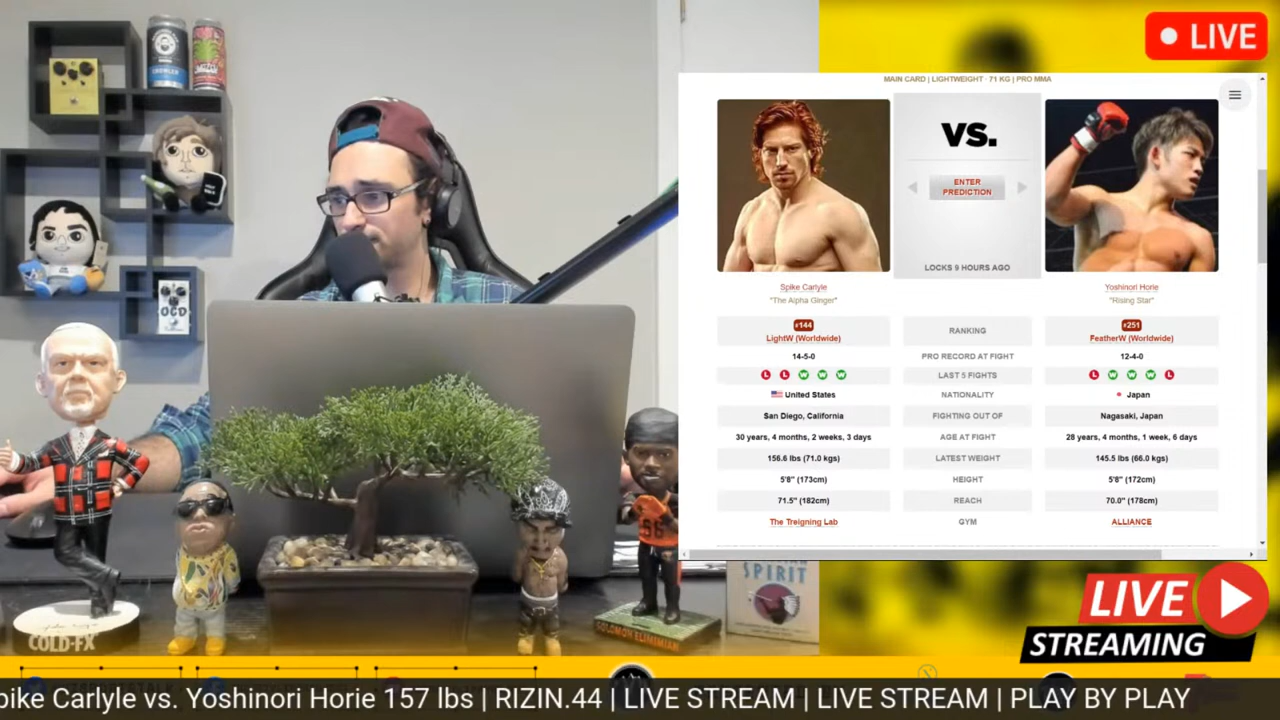 LIVE
MAIN CARD | LIGHTWEIGHT · 71 KG | PRO MMA
VS.
ENTER
PREDICTION
LOCKS 9 HOURS AGO
Spike Carlyle
"The Alpha Ginger"
Yoshinori Horie
"Rising Star"
#144
LightW (Worldwide)
RANKING
#251
FeatherW (Worldwide)
14-5-0
PRO RECORD AT FIGHT
12-4-0
L L W W W
LAST 5 FIGHTS
L W W W L
United States
NATIONALITY
Japan
San Diego, California
FIGHTING OUT OF
Nagasaki, Japan
30 years, 4 months, 2 weeks, 3 days
AGE AT FIGHT
28 years, 4 months, 1 week, 6 days
156.6 lbs (71.0 kgs)
LATEST WEIGHT
145.5 lbs (66.0 kgs)
5'8" (173cm)
HEIGHT
5'8" (172cm)
71.5" (182cm)
REACH
70.0" (178cm)
The Treigning Lab
GYM
ALLIANCE
OCD
COLD-FX
SOLOMON ELIMIMIAN
SPIRIT
LIVE
STREAMING
pike Carlyle vs. Yoshinori Horie 157 lbs | RIZIN.44 | LIVE STREAM | LIVE STREAM | PLAY BY PLAY